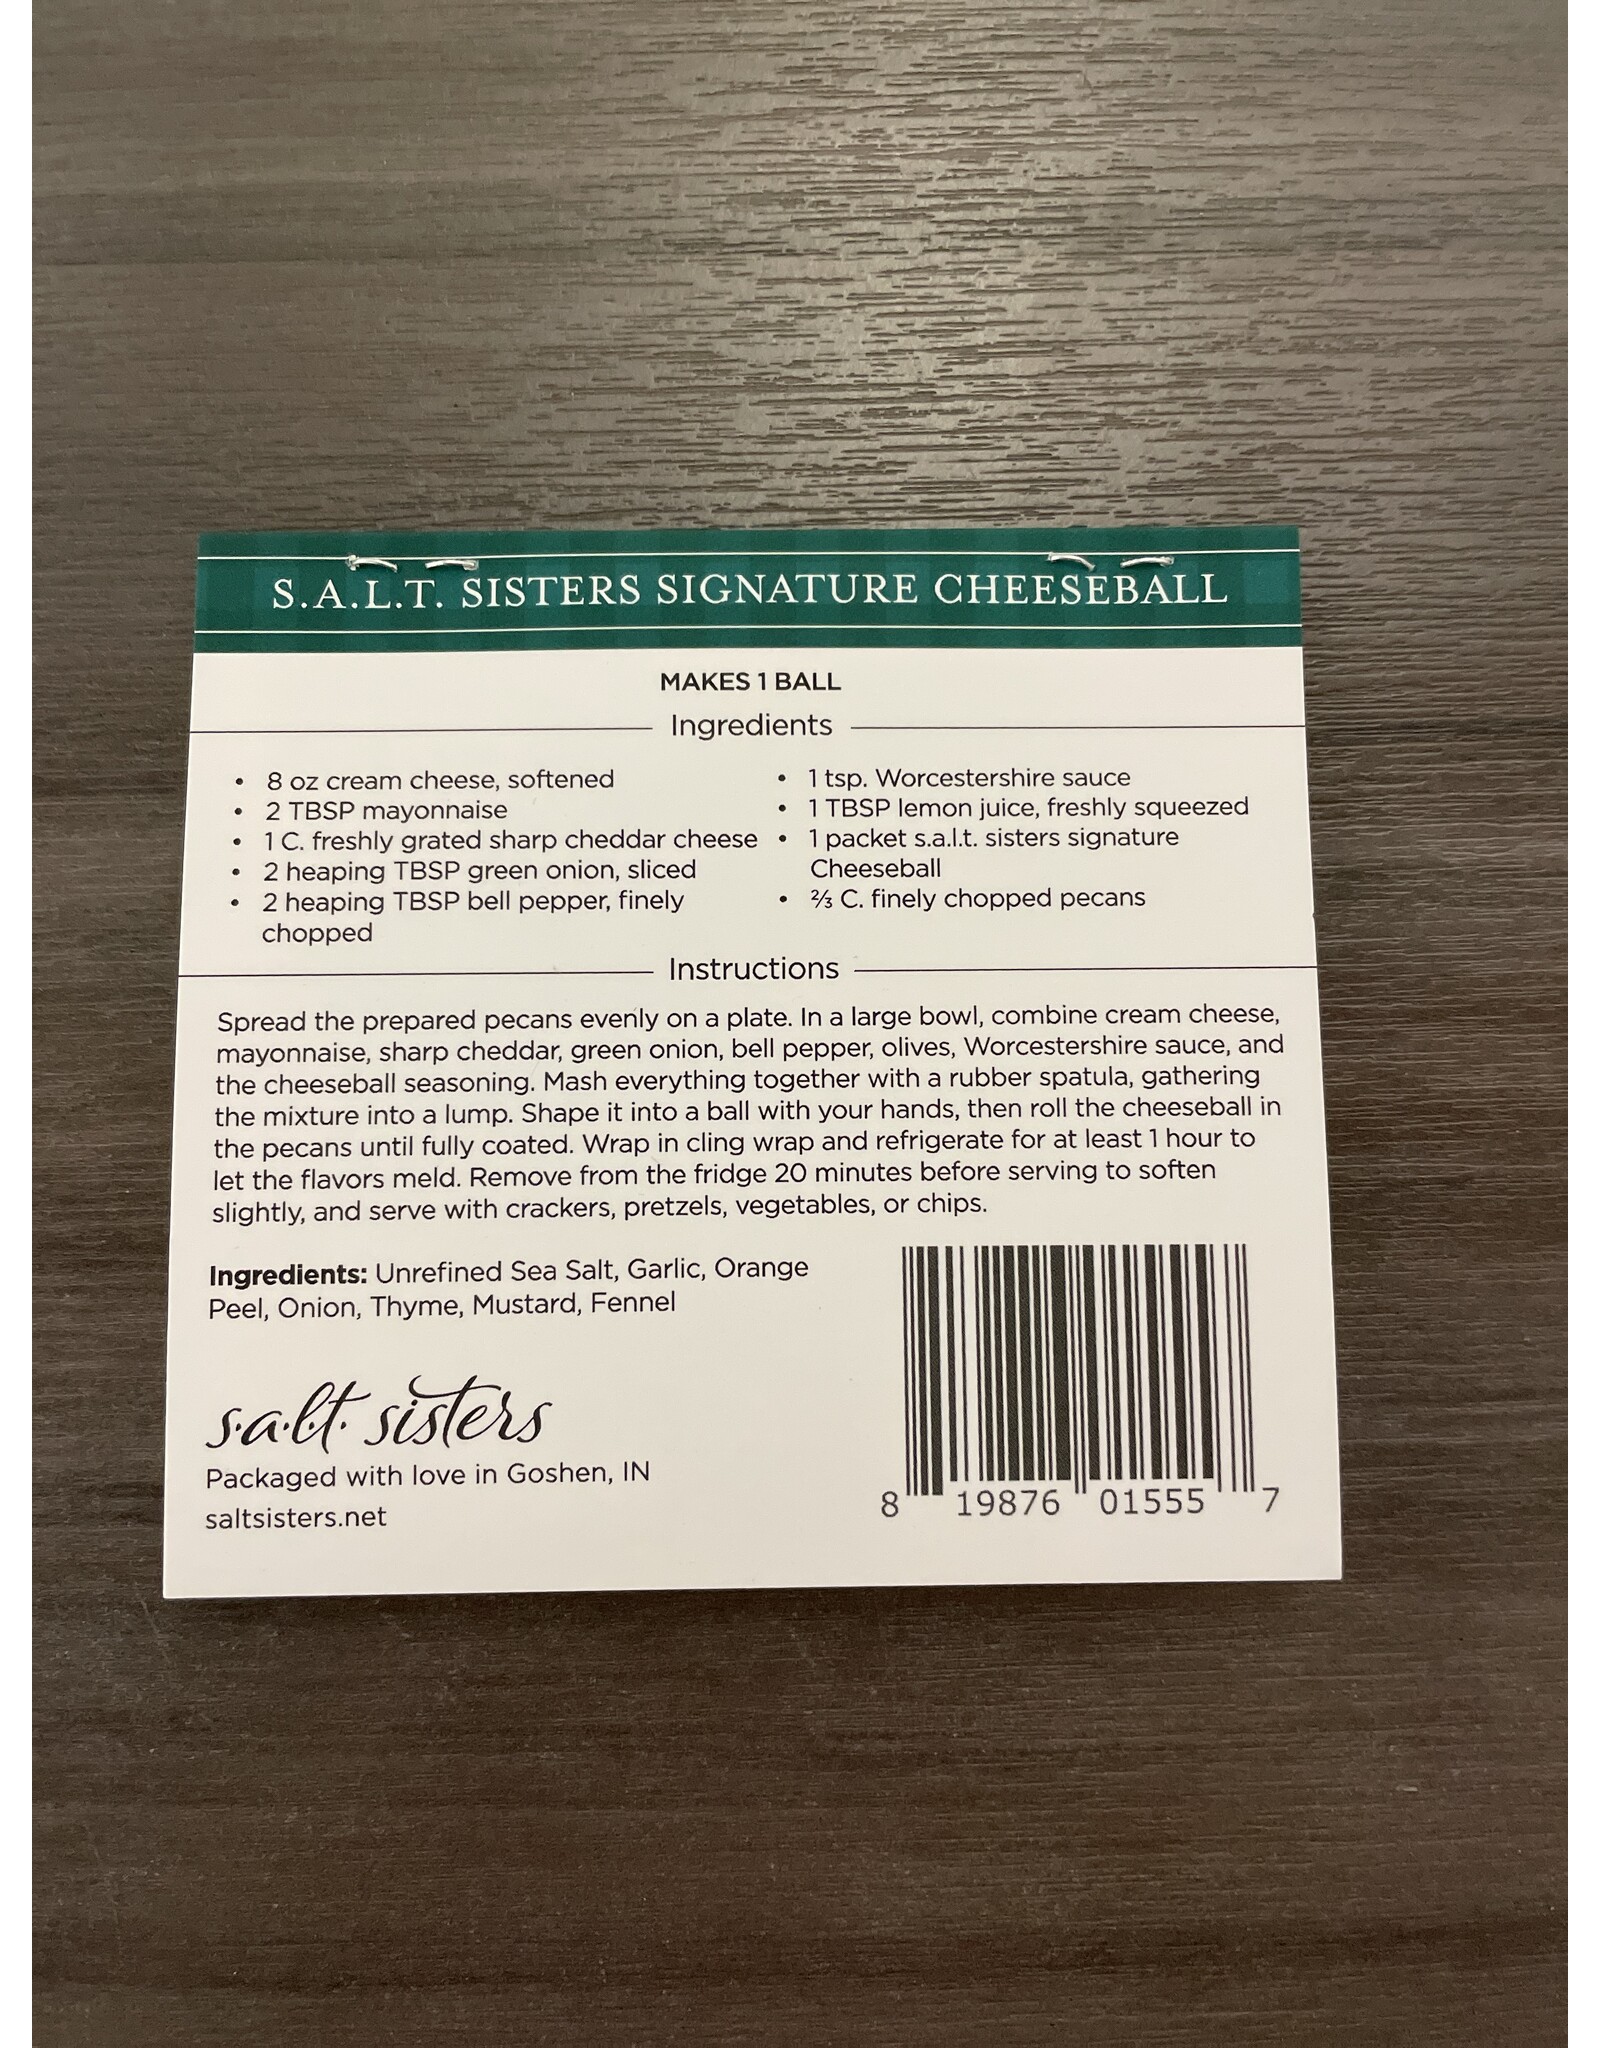 S.A.L.T. SISTERS SIGNATURE CHEESEBALL
MAKES 1 BALL
Ingredients
• 8 oz cream cheese, softened
• 2 TBSP mayonnaise
• 1 C. freshly grated sharp cheddar cheese
• 2 heaping TBSP green onion, sliced
• 2 heaping TBSP bell pepper, finely
chopped
• 1 tsp. Worcestershire sauce
• 1 TBSP lemon juice, freshly squeezed
• 1 packet s.a.l.t. sisters signature
Cheeseball
• ⅔ C. finely chopped pecans
Instructions
Spread the prepared pecans evenly on a plate. In a large bowl, combine cream cheese,
mayonnaise, sharp cheddar, green onion, bell pepper, olives, Worcestershire sauce, and
the cheeseball seasoning. Mash everything together with a rubber spatula, gathering
the mixture into a lump. Shape it into a ball with your hands, then roll the cheeseball in
the pecans until fully coated. Wrap in cling wrap and refrigerate for at least 1 hour to
let the flavors meld. Remove from the fridge 20 minutes before serving to soften
slightly, and serve with crackers, pretzels, vegetables, or chips.
Ingredients: Unrefined Sea Salt, Garlic, Orange
Peel, Onion, Thyme, Mustard, Fennel
s.a.l.t. sisters
Packaged with love in Goshen, IN
saltsisters.net
8 19876 01555 7